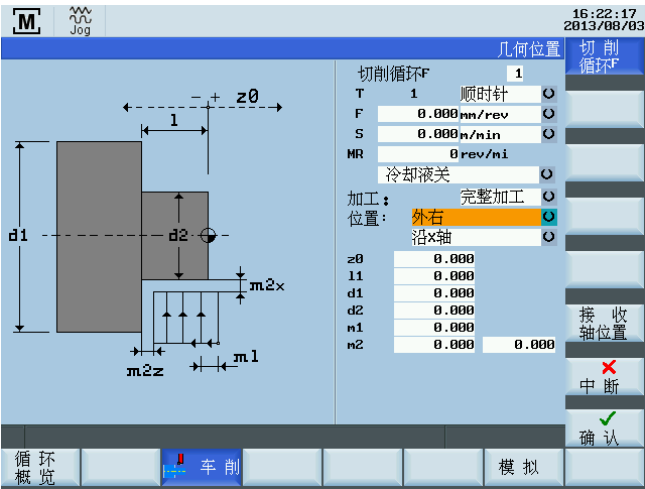 M
Jog
16:22:17
2013/08/03
几何位置
切 削
循环F
切削循环F 1
T 1 顺时针
F 0.000 mm/rev
S 0.000 m/min
MR 0 rev/mi
冷却液关
加工: 完整加工
位置: 外右
沿x轴
z0 0.000
l1 0.000
d1 0.000
d2 0.000
m1 0.000
m2 0.000 0.000
- + z0
l
d1
d2
m2x
m1
m2z
接 收
轴位置
中 断
确 认
循 环
概 览
车 削
模 拟